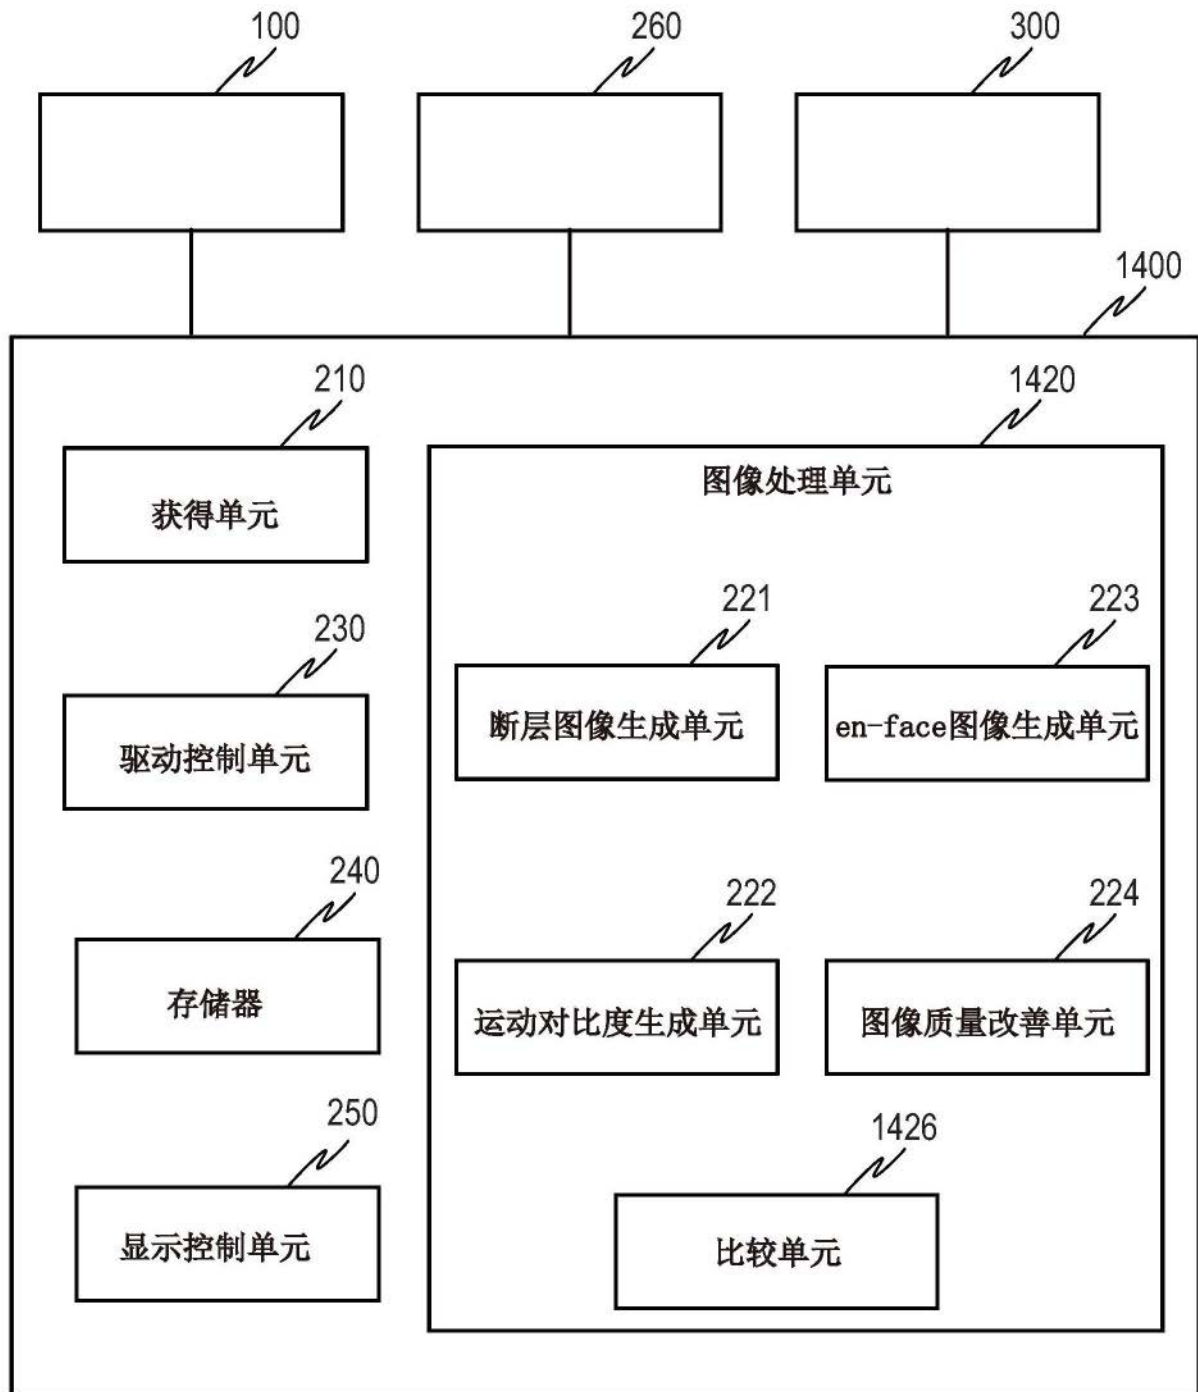 100
260
300
1400
210
获得单元
230
驱动控制单元
240
存储器
250
显示控制单元
1420
图像处理单元
221
断层图像生成单元
223
en-face图像生成单元
222
运动对比度生成单元
224
图像质量改善单元
1426
比较单元